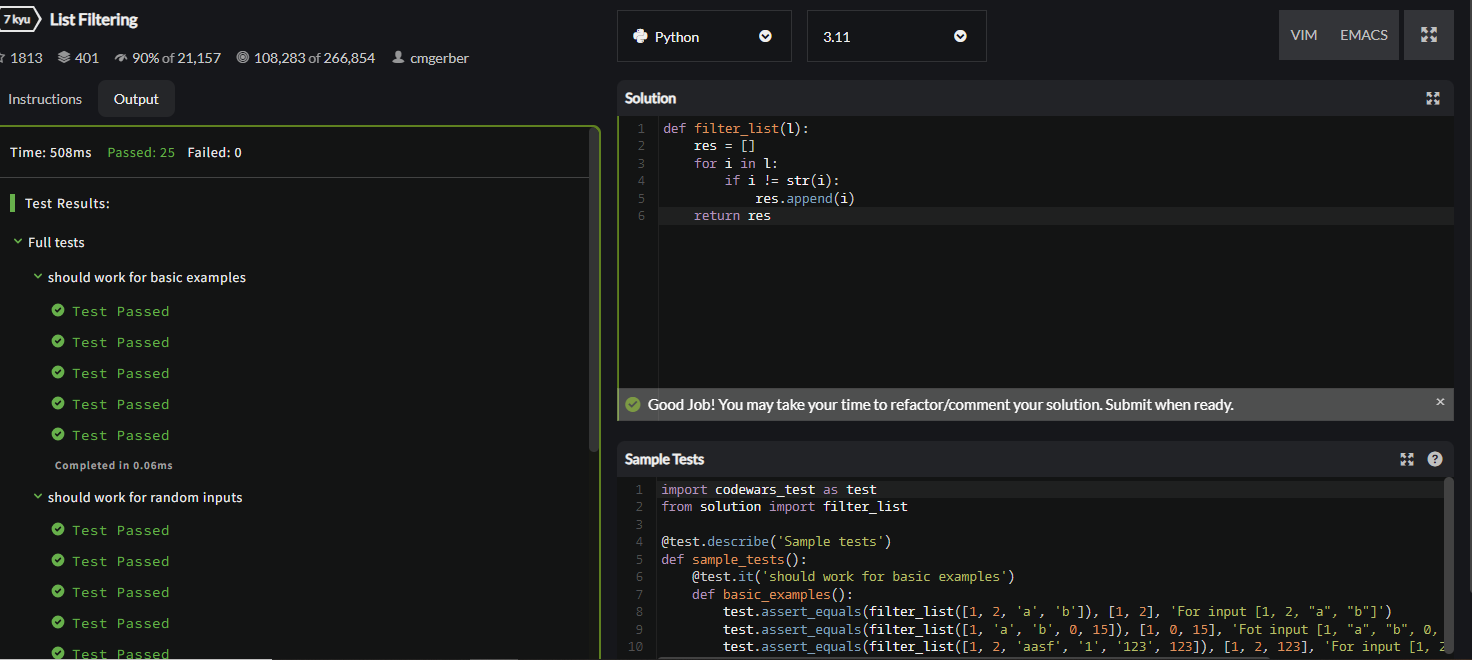 7 kyu List Filtering
1813 401 90% of 21,157 108,283 of 266,854 cmgerber
Instructions Output
Time: 508ms Passed: 25 Failed: 0
Test Results:
Full tests
should work for basic examples
Test Passed
Test Passed
Test Passed
Test Passed
Test Passed
Completed in 0.06ms
should work for random inputs
Test Passed
Test Passed
Test Passed
Test Passed
Test Passed
Python 3.11 VIM EMACS
Solution
1 def filter_list(l):
2 res = []
3 for i in l:
4 if i != str(i):
5 res.append(i)
6 return res
Good Job! You may take your time to refactor/comment your solution. Submit when ready. ×
Sample Tests ?
1 import codewars_test as test
2 from solution import filter_list
3
4 @test.describe('Sample tests')
5 def sample_tests():
6 @test.it('should work for basic examples')
7 def basic_examples():
8 test.assert_equals(filter_list([1, 2, 'a', 'b']), [1, 2], 'For input [1, 2, "a", "b"]')
9 test.assert_equals(filter_list([1, 'a', 'b', 0, 15]), [1, 0, 15], 'Fot input [1, "a", "b", 0,
10 test.assert_equals(filter_list([1, 2, 'aasf', '1', '123', 123]), [1, 2, 123], 'For input [1, 2